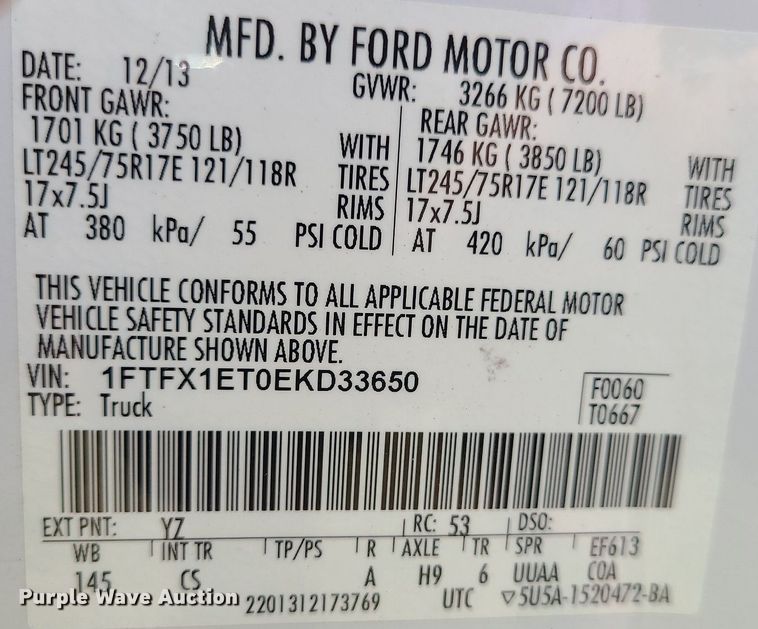 MFD. BY FORD MOTOR CO.
DATE: 12/13 GVWR: 3266 KG ( 7200 LB)
FRONT GAWR: REAR GAWR:
1701 KG ( 3750 LB) WITH 1746 KG ( 3850 LB) WITH
LT245/75R17E 121/118R TIRES LT245/75R17E 121/118R TIRES
17x7.5J RIMS 17x7.5J RIMS
AT 380 kPa/ 55 PSI COLD AT 420 kPa/ 60 PSI COLD
THIS VEHICLE CONFORMS TO ALL APPLICABLE FEDERAL MOTOR
VEHICLE SAFETY STANDARDS IN EFFECT ON THE DATE OF
MANUFACTURE SHOWN ABOVE.
VIN: 1FTFX1ET0EKD33650 F0060
TYPE: Truck T0667
EXT PNT: YZ RC: 53 DSO:
WB INT TR TP/PS R AXLE TR SPR EF613
145 CS A H9 6 UUAA COA
Purple Wave Auction 2201312173769 UTC ▽5U5A-1520472-BA